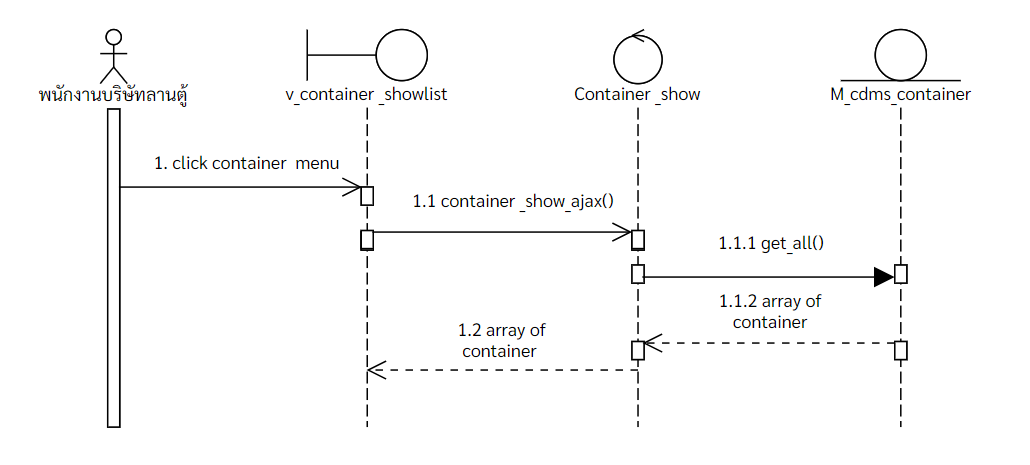 พนักงานบริษัทลานตู้
v_container _showlist
Container _show
M_cdms_container
1. click container  menu
1.1 container _show_ajax()
1.1.1 get_all()
1.1.2 array of
container
1.2 array of
container